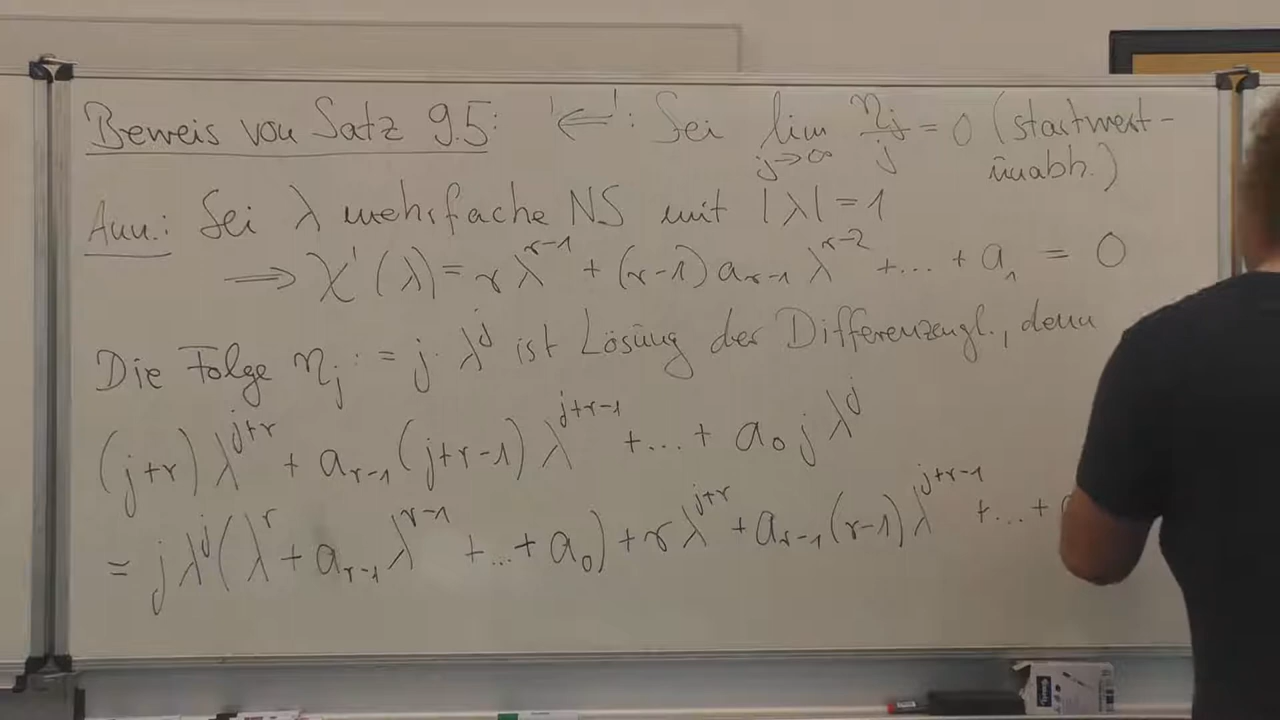 Beweis von Satz 9.5: '⇐': Sei lim_{j→∞} η_j/j = 0 (startwert-
unabh.)
Ann.: Sei λ mehrfache NS mit |λ| = 1
⟹ χ'(λ) = rλ^{r-1} + (r-1) a_{r-1} λ^{r-2} + ... + a_1 = 0
Die Folge η_j := j·λ^j ist Lösung der Differenzengl., denn
(j+r) λ^{j+r} + a_{r-1} (j+r-1) λ^{j+r-1} + ... + a_0 j λ^j
= j λ^j (λ^r + a_{r-1} λ^{r-1} + ... + a_0) + r λ^{j+r} + a_{r-1} (r-1) λ^{j+r-1} + ... +